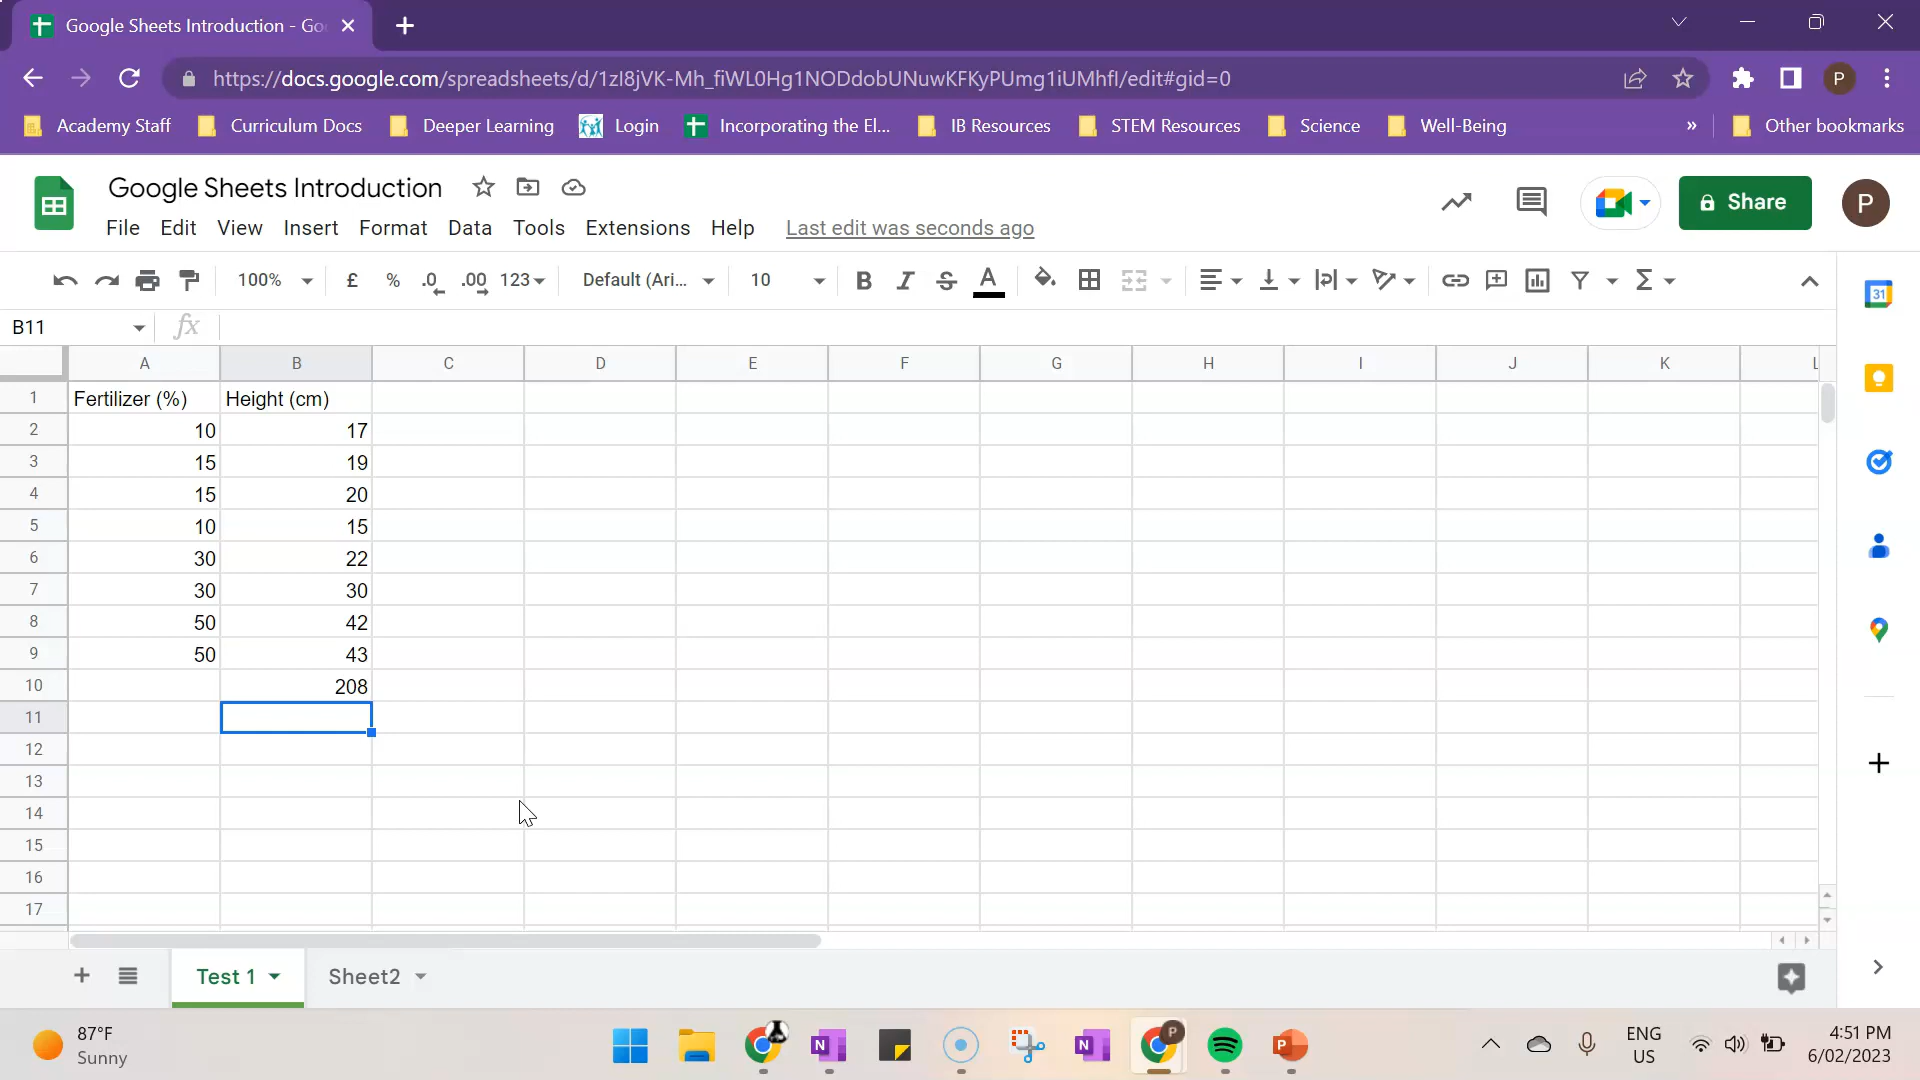 Google Sheets Introduction - Go
https://docs.google.com/spreadsheets/d/1zI8jVK-Mh_fiWL0Hg1NODdobUNuwKFKyPUmg1iUMhfI/edit#gid=0
P
Academy Staff Curriculum Docs Deeper Learning Login Incorporating the El... IB Resources STEM Resources Science Well-Being » Other bookmarks
Google Sheets Introduction
Share
P
File Edit View Insert Format Data Tools Extensions Help Last edit was seconds ago
100% £ % .0 .00 123 Default (Ari... 10 B I S A Σ
31
B11 fx
A B C D E F G H I J K L
1 Fertilizer (%) Height (cm)
2 10 17
3 15 19
4 15 20
5 10 15
6 30 22
7 30 30
8 50 42
9 50 43
10 208
11
12
13
14
15
16
17
Test 1 Sheet2
87°F
Sunny
N
N
P
P
ENG
US
4:51 PM
6/02/2023